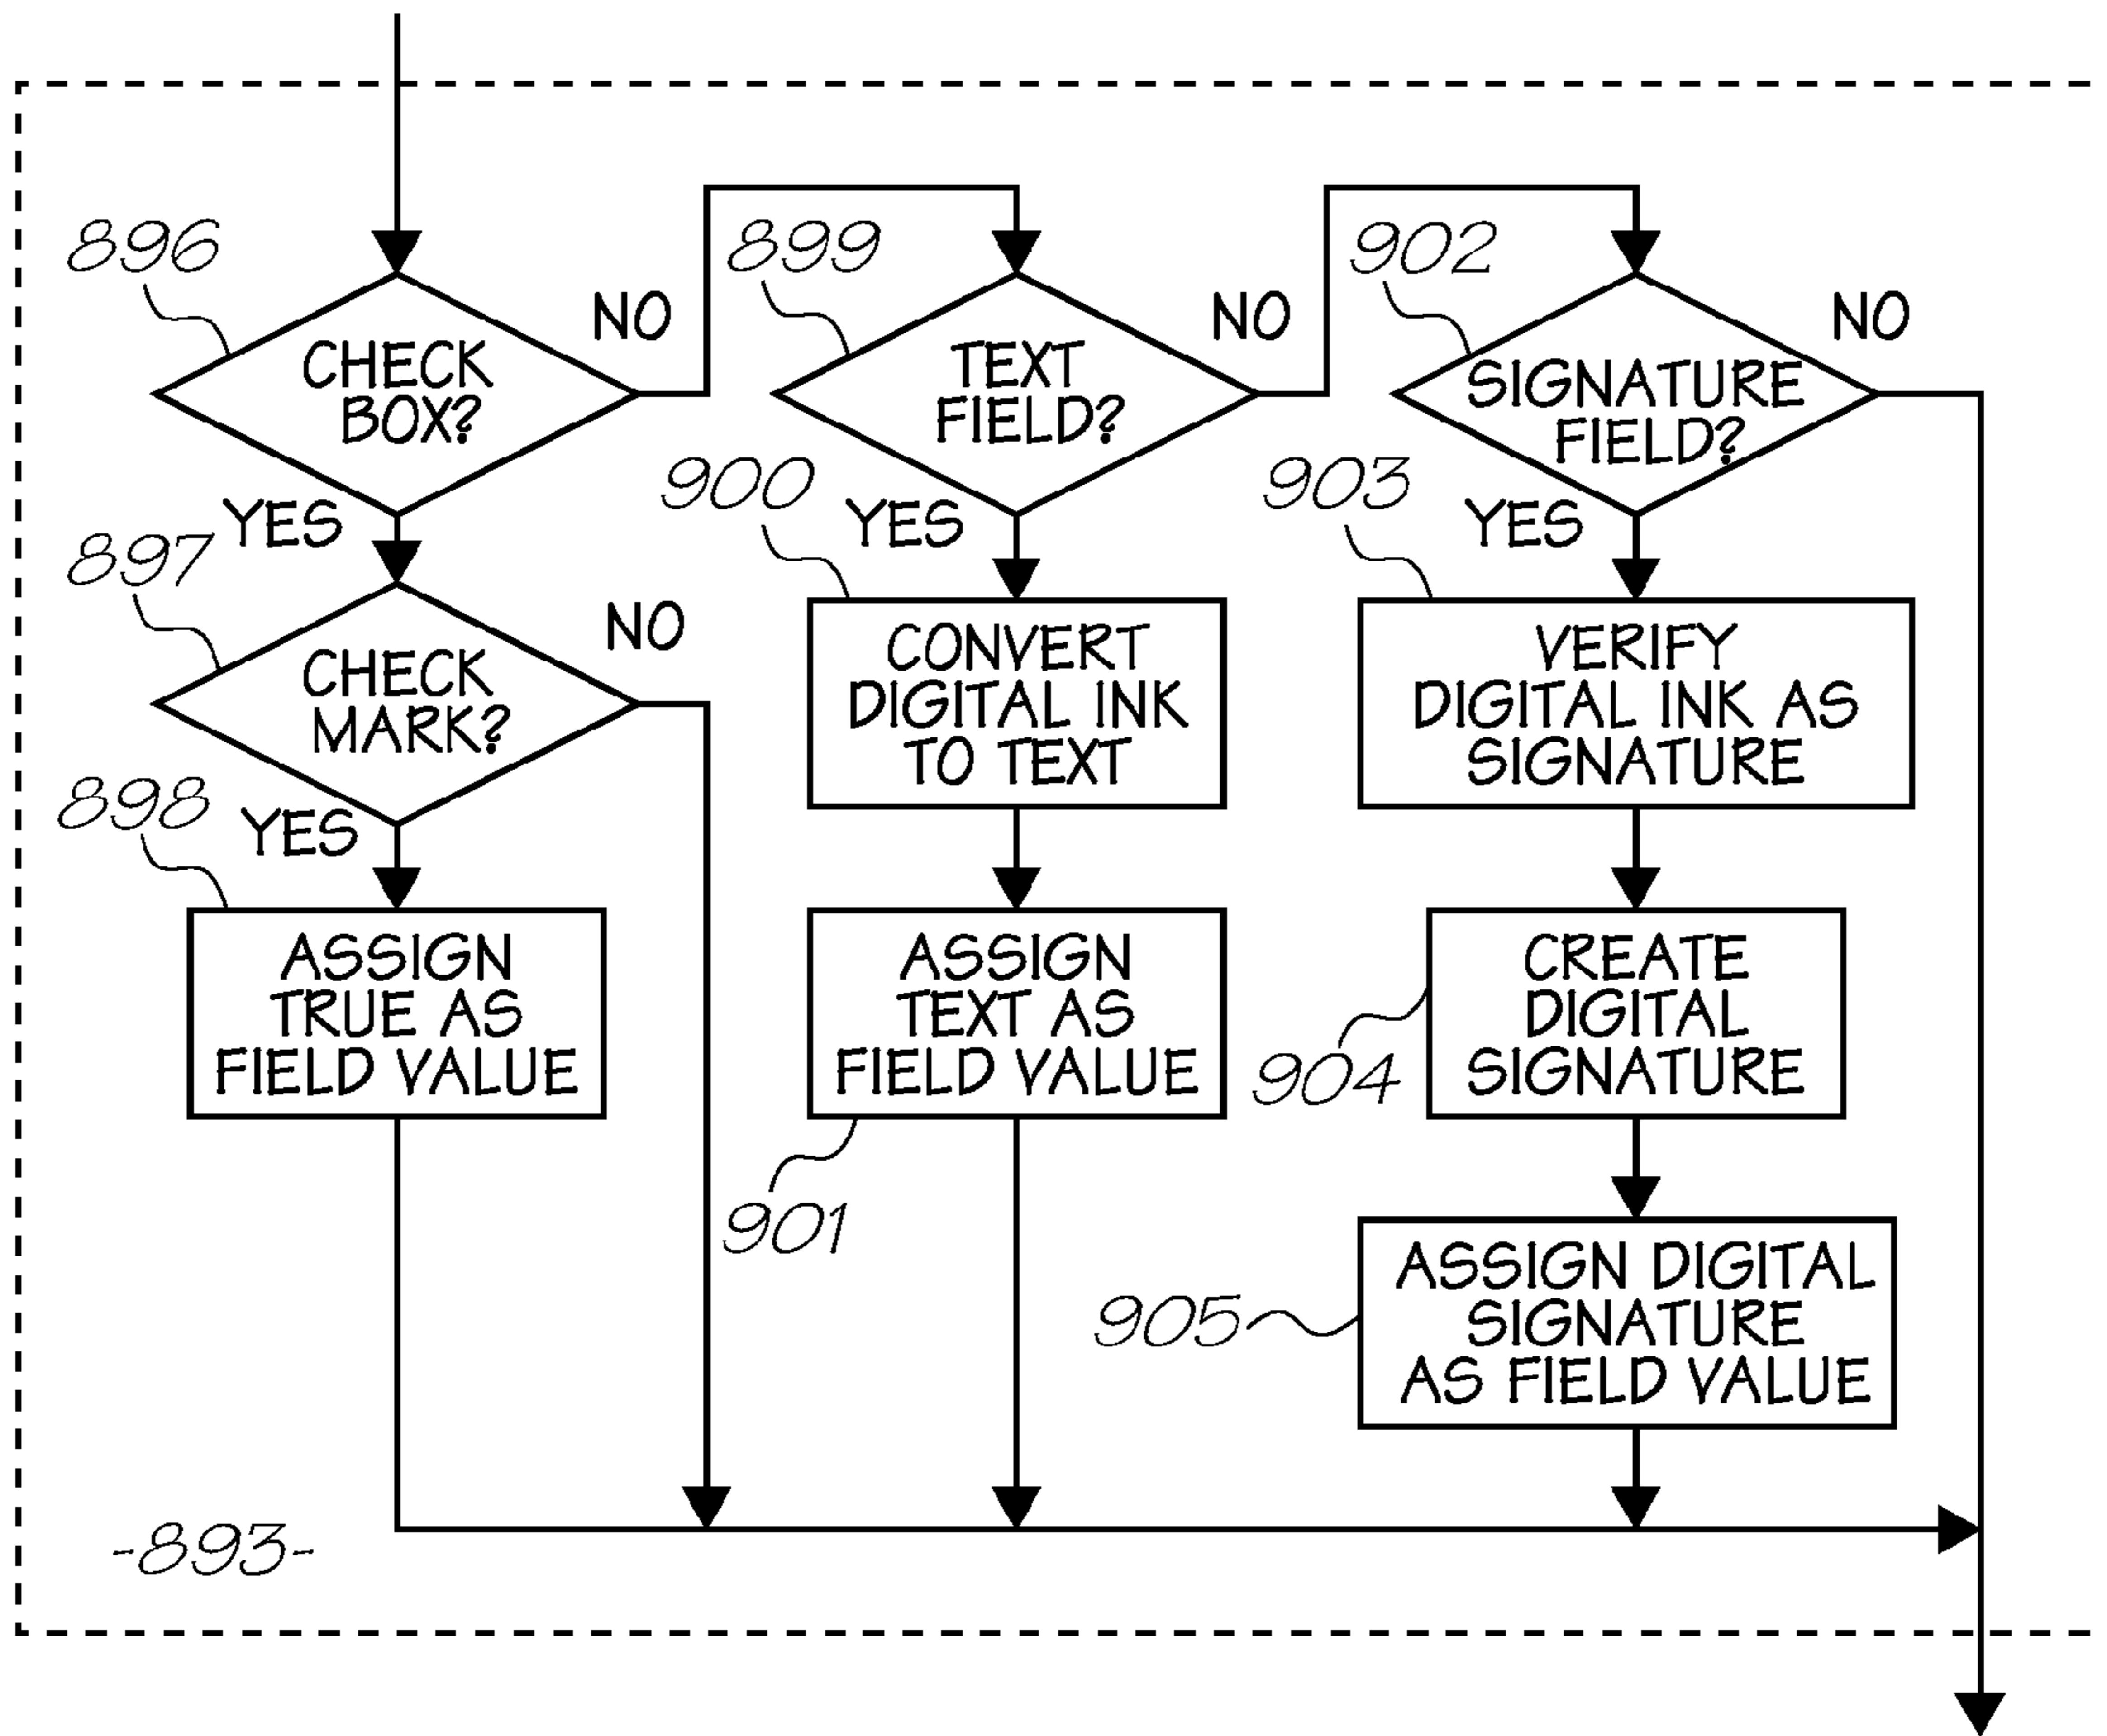 896
CHECK
BOX?
NO
YES
897
CHECK
MARK?
NO
898
YES
ASSIGN
TRUE AS
FIELD VALUE
899
TEXT
FIELD?
NO
900
YES
CONVERT
DIGITAL INK
TO TEXT
ASSIGN
TEXT AS
FIELD VALUE
901
902
SIGNATURE
FIELD?
NO
903
YES
VERIFY
DIGITAL INK AS
SIGNATURE
CREATE
DIGITAL
SIGNATURE
904
ASSIGN DIGITAL
SIGNATURE
AS FIELD VALUE
905
-893-